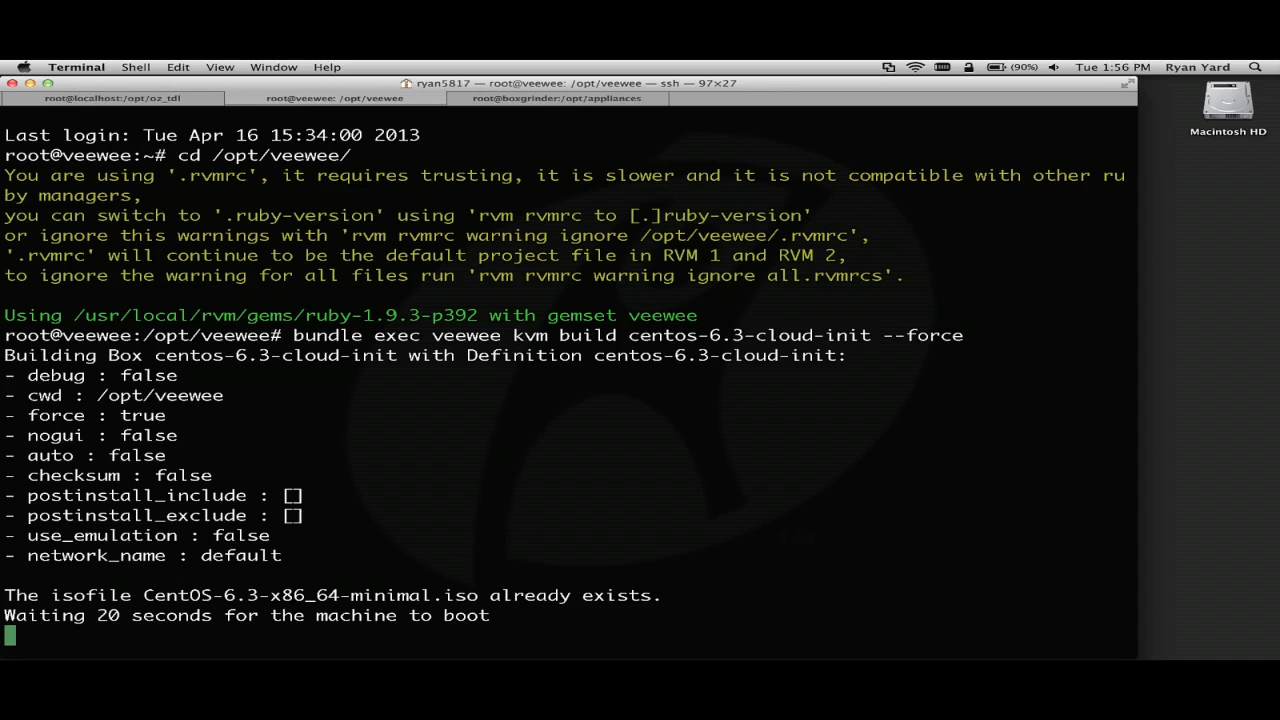 Terminal Shell Edit View Window Help (90%) Tue 1:56 PM Ryan Yard
ryan5817 — root@veewee: /opt/veewee — ssh — 97×27
root@localhost:/opt/oz_tdl root@veewee: /opt/veewee root@boxgrinder:/opt/appliances
Macintosh HD
Last login: Tue Apr 16 15:34:00 2013
root@veewee:~# cd /opt/veewee/
You are using '.rvmrc', it requires trusting, it is slower and it is not compatible with other ru
by managers,
you can switch to '.ruby-version' using 'rvm rvmrc to [.]ruby-version'
or ignore this warnings with 'rvm rvmrc warning ignore /opt/veewee/.rvmrc',
'.rvmrc' will continue to be the default project file in RVM 1 and RVM 2,
to ignore the warning for all files run 'rvm rvmrc warning ignore all.rvmrcs'.
Using /usr/local/rvm/gems/ruby-1.9.3-p392 with gemset veewee
root@veewee:/opt/veewee# bundle exec veewee kvm build centos-6.3-cloud-init --force
Building Box centos-6.3-cloud-init with Definition centos-6.3-cloud-init:
- debug : false
- cwd : /opt/veewee
- force : true
- nogui : false
- auto : false
- checksum : false
- postinstall_include : []
- postinstall_exclude : []
- use_emulation : false
- network_name : default
The isofile CentOS-6.3-x86_64-minimal.iso already exists.
Waiting 20 seconds for the machine to boot